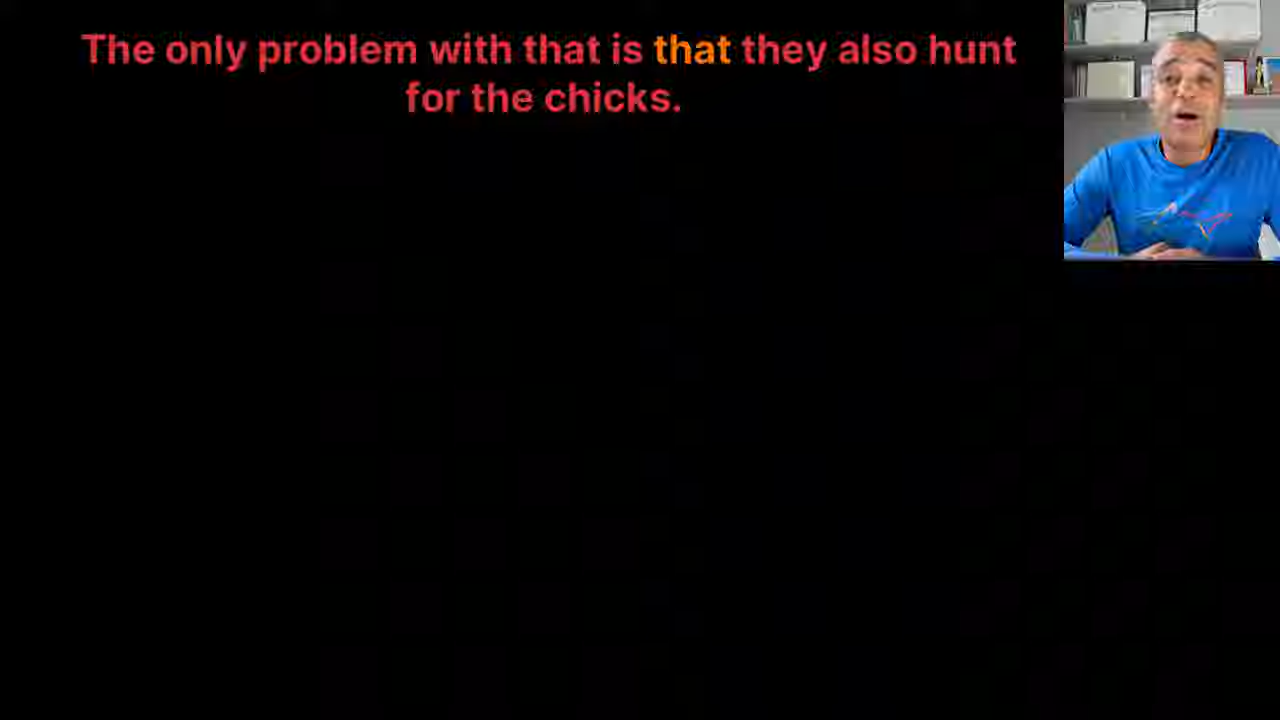 The only problem with that is that they also hunt
for the chicks.